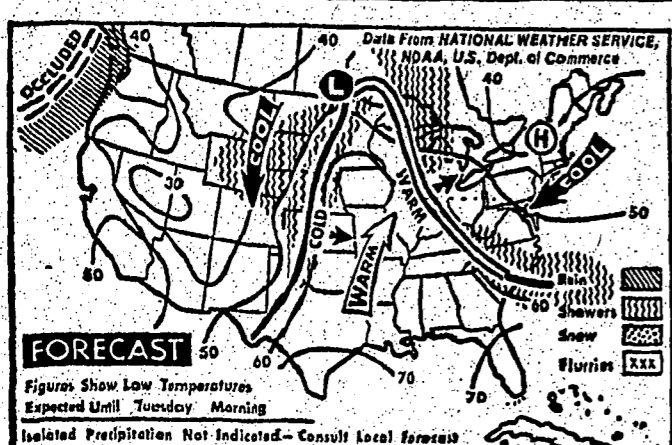 Data From NATIONAL WEATHER SERVICE,
NOAA, U.S. Dept. of Commerce
OCCLUDED
40
40
40
L
H
COOL
COOL
30
WARM
COLD
WARM
50
50
50
60
60
70
70
Rain
Showers
Snow
Flurries
XXX
FORECAST
Figures Show Low Temperatures
Expected Until Tuesday Morning
Isolated Precipitation Not Indicated— Consult Local Forecast